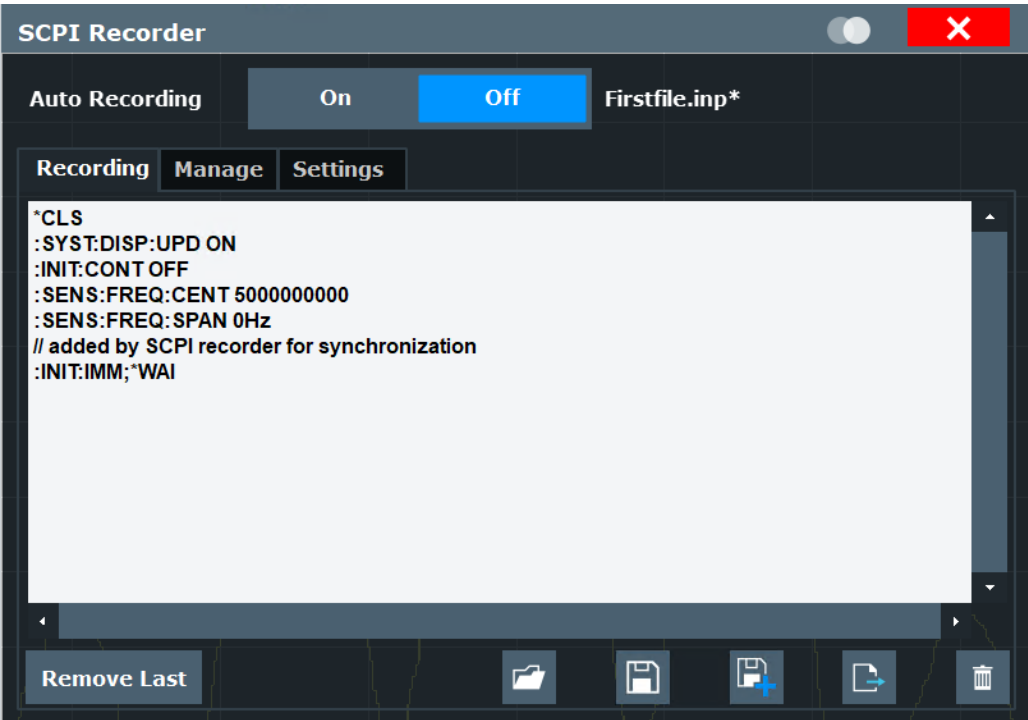 SCPI Recorder
Auto Recording On Off Firstfile.inp*
Recording Manage Settings
*CLS
:SYST:DISP:UPD ON
:INIT:CONT OFF
:SENS:FREQ:CENT 5000000000
:SENS:FREQ:SPAN 0Hz
// added by SCPI recorder for synchronization
:INIT:IMM;*WAI
Remove Last